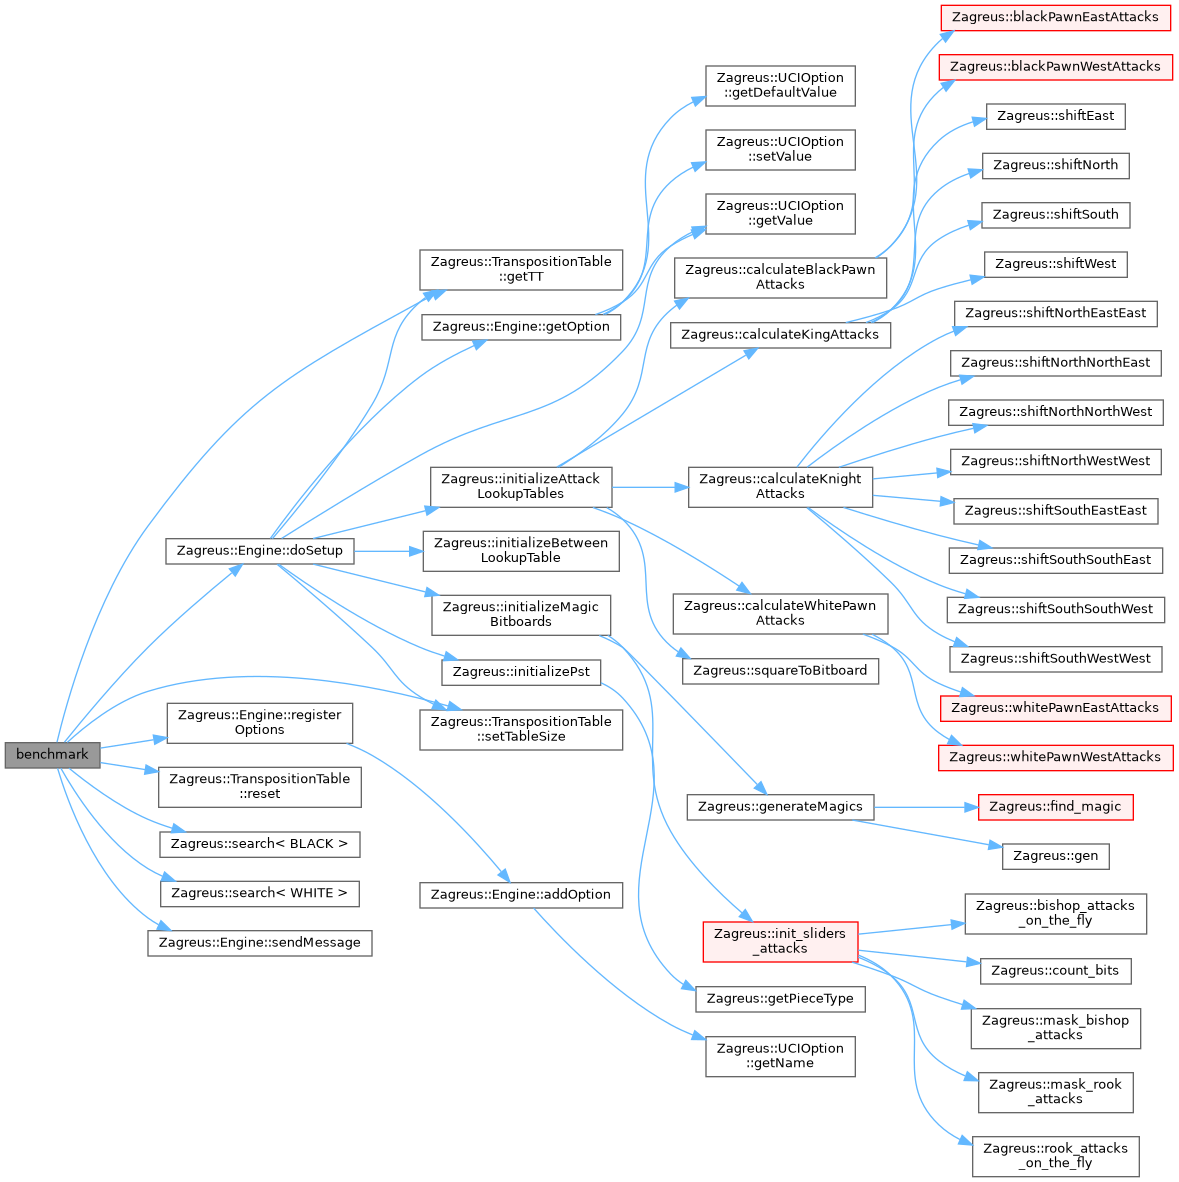 benchmark
Zagreus::Engine::doSetup
Zagreus::Engine::register
Options
Zagreus::TranspositionTable
::reset
Zagreus::search< BLACK >
Zagreus::search< WHITE >
Zagreus::Engine::sendMessage
Zagreus::TranspositionTable
::getTT
Zagreus::Engine::getOption
Zagreus::initializeAttack
LookupTables
Zagreus::initializeBetween
LookupTable
Zagreus::initializeMagic
Bitboards
Zagreus::initializePst
Zagreus::TranspositionTable
::setTableSize
Zagreus::Engine::addOption
Zagreus::UCIOption
::getDefaultValue
Zagreus::UCIOption
::setValue
Zagreus::UCIOption
::getValue
Zagreus::calculateBlackPawn
Attacks
Zagreus::calculateKingAttacks
Zagreus::calculateKnight
Attacks
Zagreus::calculateWhitePawn
Attacks
Zagreus::squareToBitboard
Zagreus::generateMagics
Zagreus::init_sliders
_attacks
Zagreus::getPieceType
Zagreus::UCIOption
::getName
Zagreus::blackPawnEastAttacks
Zagreus::blackPawnWestAttacks
Zagreus::shiftEast
Zagreus::shiftNorth
Zagreus::shiftSouth
Zagreus::shiftWest
Zagreus::shiftNorthEastEast
Zagreus::shiftNorthNorthEast
Zagreus::shiftNorthNorthWest
Zagreus::shiftNorthWestWest
Zagreus::shiftSouthEastEast
Zagreus::shiftSouthSouthEast
Zagreus::shiftSouthSouthWest
Zagreus::shiftSouthWestWest
Zagreus::whitePawnEastAttacks
Zagreus::whitePawnWestAttacks
Zagreus::find_magic
Zagreus::gen
Zagreus::bishop_attacks
_on_the_fly
Zagreus::count_bits
Zagreus::mask_bishop
_attacks
Zagreus::mask_rook
_attacks
Zagreus::rook_attacks
_on_the_fly